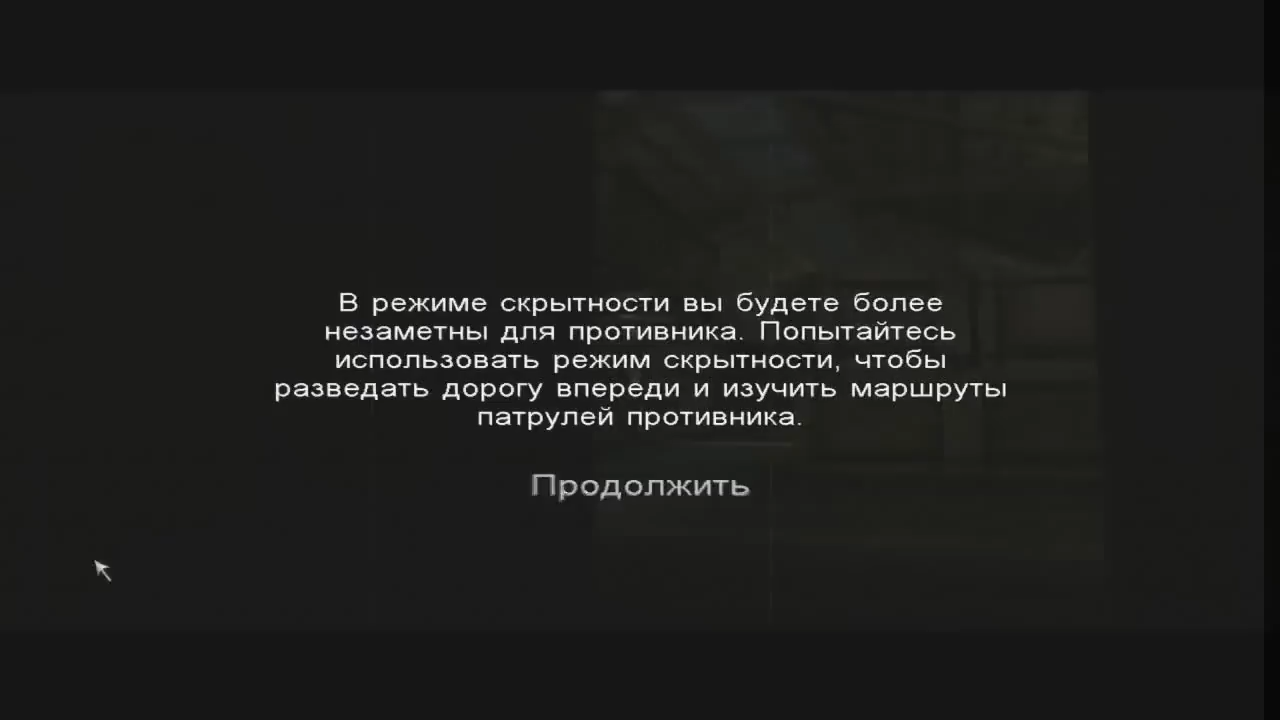 В режиме скрытности вы будете более
незаметны для противника. Попытайтесь
использовать режим скрытности, чтобы
разведать дорогу впереди и изучить маршруты
патрулей противника.
Продолжить